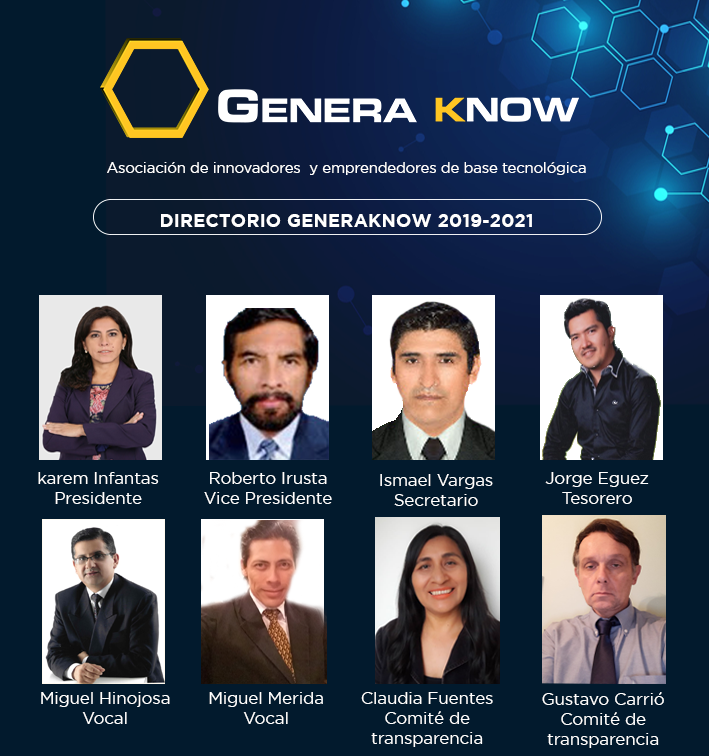 GENERA KNOW
Asociación de innovadores y emprendedores de base tecnológica
DIRECTORIO GENERAKNOW 2019-2021
karem Infantas
Presidente
Roberto Irusta
Vice Presidente
Ismael Vargas
Secretario
Jorge Eguez
Tesorero
Miguel Hinojosa
Vocal
Miguel Merida
Vocal
Claudia Fuentes
Comité de
transparencia
Gustavo Carrió
Comité de
transparencia